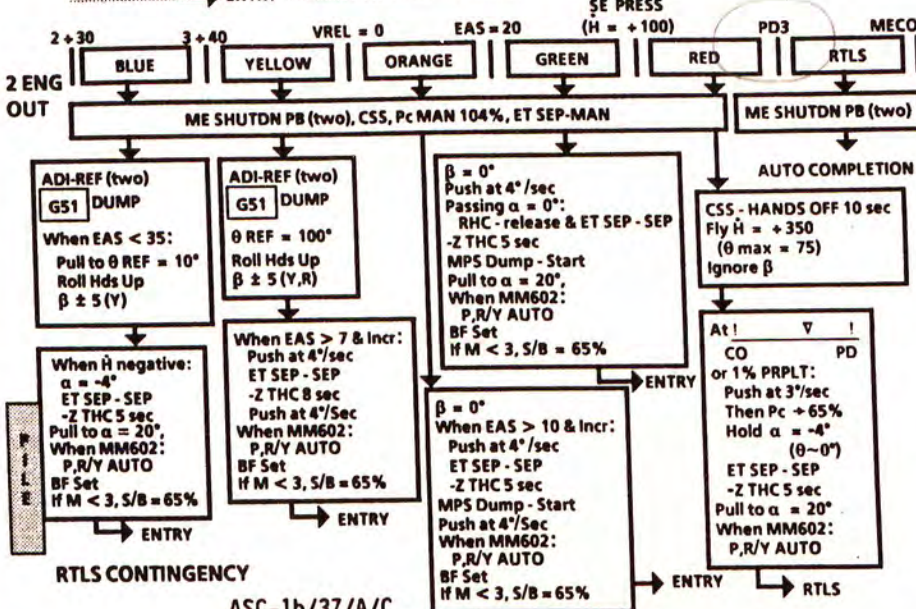 ENTRY
SE PRESS
2 + 30
3 + 40
VREL = 0
EAS = 20
(Ḣ = +100)
PD3
MECO
2 ENG
OUT
BLUE
YELLOW
ORANGE
GREEN
RED
RTLS
ME SHUTDN PB (two), CSS, Pc MAN 104%, ET SEP-MAN
ME SHUTDN PB (two)
AUTO COMPLETION
ADI-REF (two)
G51 DUMP
When EAS < 35:
Pull to θ REF = 10°
Roll Hds Up
β ± 5 (Y)
When Ḣ negative:
α = -4°
ET SEP - SEP
-Z THC 5 sec
Pull to α = 20°,
When MM602:
P,R/Y AUTO
BF Set
If M < 3, S/B = 65%
ENTRY
ADI-REF (two)
G51 DUMP
θ REF = 100°
Roll Hds Up
β ± 5 (Y,R)
When EAS > 7 & Incr:
Push at 4°/sec
ET SEP - SEP
-Z THC 8 sec
Push at 4°/Sec
When MM602:
P,R/Y AUTO
BF Set
If M < 3, S/B = 65%
ENTRY
β = 0°
Push at 4°/sec
Passing α = 0°:
RHC - release & ET SEP - SEP
-Z THC 5 sec
MPS Dump - Start
Pull to α = 20°,
When MM602:
P,R/Y AUTO
BF Set
If M < 3, S/B = 65%
ENTRY
β = 0°
When EAS > 10 & Incr:
Push at 4°/sec
ET SEP - SEP
-Z THC 5 sec
MPS Dump - Start
Push at 4°/Sec
When MM602:
P,R/Y AUTO
BF Set
If M < 3, S/B = 65%
ENTRY
CSS - HANDS OFF 10 sec
Fly Ḣ = +350
(θ max = 75)
Ignore β
At ! ∇ !
CO PD
or 1% PRPLT:
Push at 3°/sec
Then Pc → 65%
Hold α = -4°
(θ~0°)
ET SEP - SEP
-Z THC 5 sec
Pull to α = 20°
When MM602:
P,R/Y AUTO
RTLS
FILE
RTLS CONTINGENCY
ASC-1b/37/A/C